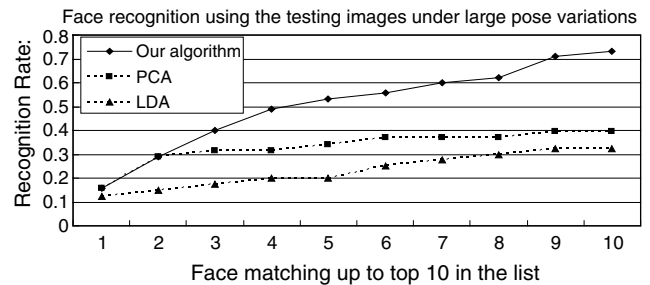 Face recognition using the testing images under large pose variations
Recognition Rate:
0.8
0.7
0.6
0.5
0.4
0.3
0.2
0.1
0
Our algorithm
PCA
LDA
1 2 3 4 5 6 7 8 9 10
Face matching up to top 10 in the list